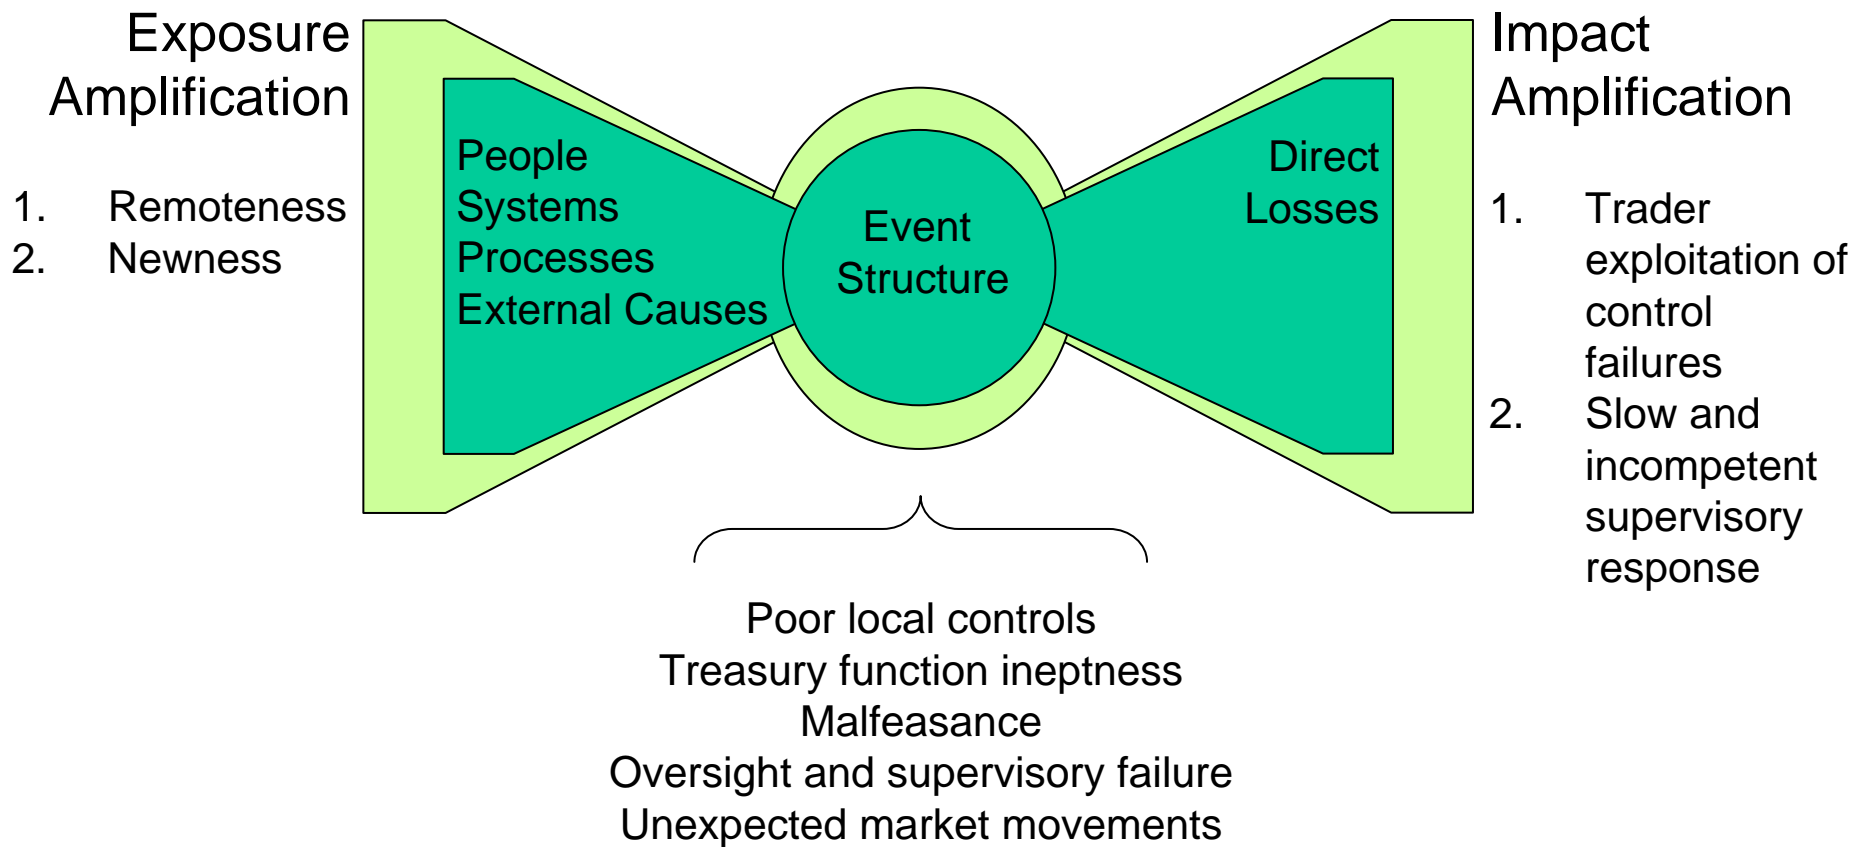 Exposure
Amplification
1. Remoteness
2. Newness
People
Systems
Processes
External Causes
Event
Structure
Direct
Losses
Impact
Amplification
1. Trader
exploitation of
control
failures
2. Slow and
incompetent
supervisory
response
Poor local controls
Treasury function ineptness
Malfeasance
Oversight and supervisory failure
Unexpected market movements